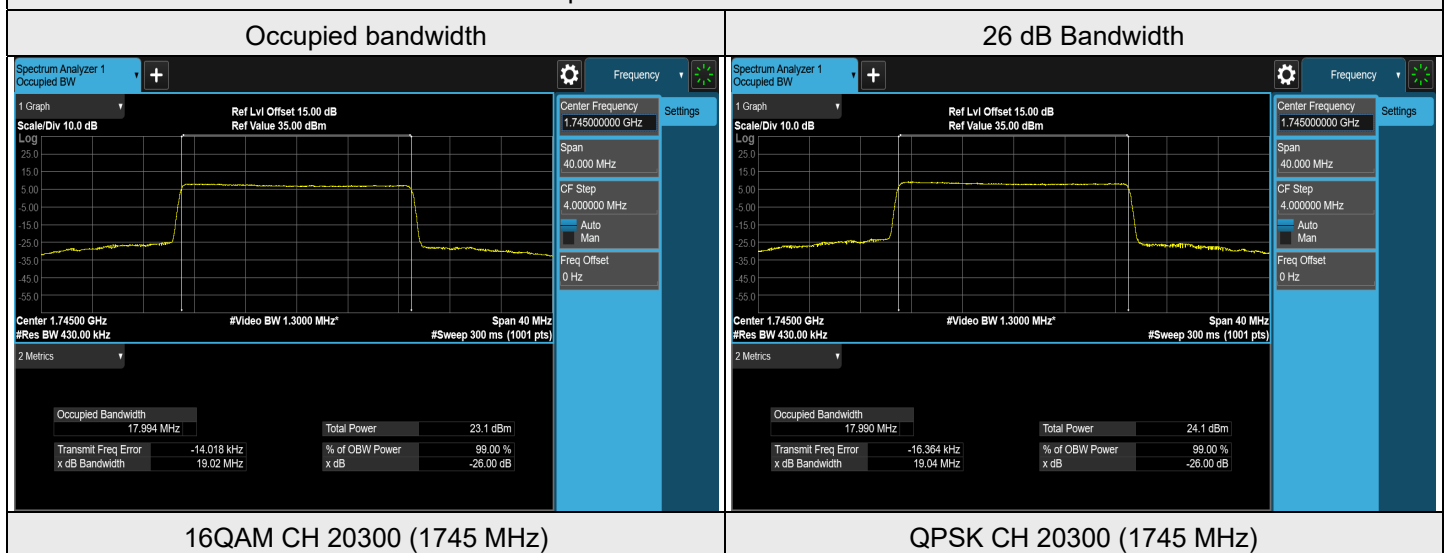 Occupied bandwidth
26 dB Bandwidth
Spectrum Analyzer 1
Occupied BW
+
Frequency
1 Graph
Ref Lvl Offset 15.00 dB
Scale/Div 10.0 dB
Ref Value 35.00 dBm
Log
25.0
15.0
5.00
-5.00
-15.0
-25.0
-35.0
-45.0
-55.0
Center 1.74500 GHz
#Video BW 1.3000 MHz*
Span 40 MHz
#Res BW 430.00 kHz
#Sweep 300 ms (1001 pts)
Center Frequency
1.745000000 GHz
Settings
Span
40.000 MHz
CF Step
4.000000 MHz
Auto
Man
Freq Offset
0 Hz
2 Metrics
Occupied Bandwidth
17.994 MHz
Total Power 23.1 dBm
Transmit Freq Error -14.018 kHz
% of OBW Power 99.00 %
x dB Bandwidth 19.02 MHz
x dB -26.00 dB
Spectrum Analyzer 1
Occupied BW
+
Frequency
1 Graph
Ref Lvl Offset 15.00 dB
Scale/Div 10.0 dB
Ref Value 35.00 dBm
Log
25.0
15.0
5.00
-5.00
-15.0
-25.0
-35.0
-45.0
-55.0
Center 1.74500 GHz
#Video BW 1.3000 MHz*
Span 40 MHz
#Res BW 430.00 kHz
#Sweep 300 ms (1001 pts)
Center Frequency
1.745000000 GHz
Settings
Span
40.000 MHz
CF Step
4.000000 MHz
Auto
Man
Freq Offset
0 Hz
2 Metrics
Occupied Bandwidth
17.990 MHz
Total Power 24.1 dBm
Transmit Freq Error -16.364 kHz
% of OBW Power 99.00 %
x dB Bandwidth 19.04 MHz
x dB -26.00 dB
16QAM CH 20300 (1745 MHz)
QPSK CH 20300 (1745 MHz)